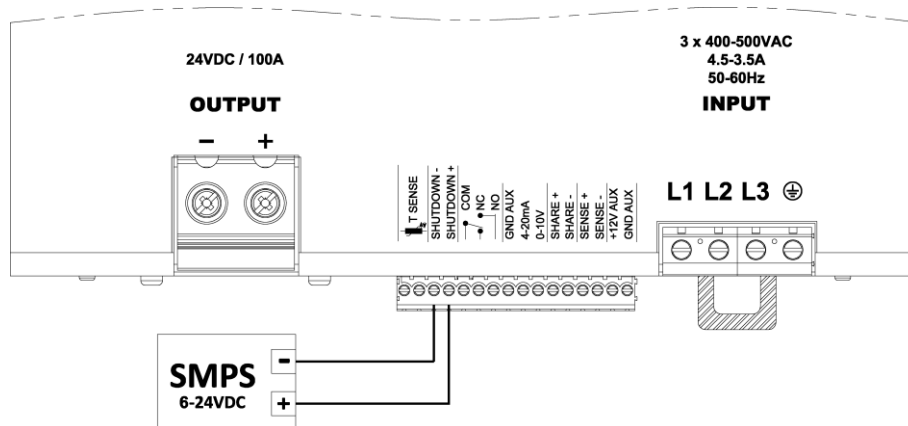 24VDC / 100A
OUTPUT
- +
3 x 400-500VAC
4.5-3.5A
50-60Hz
INPUT
L1 L2 L3
T SENSE
SHUTDOWN -
SHUTDOWN +
COM
NC
NO
GND AUX
4-20mA
0-10V
SHARE +
SHARE -
SENSE +
SENSE -
+12V AUX
GND AUX
SMPS
6-24VDC
-
+